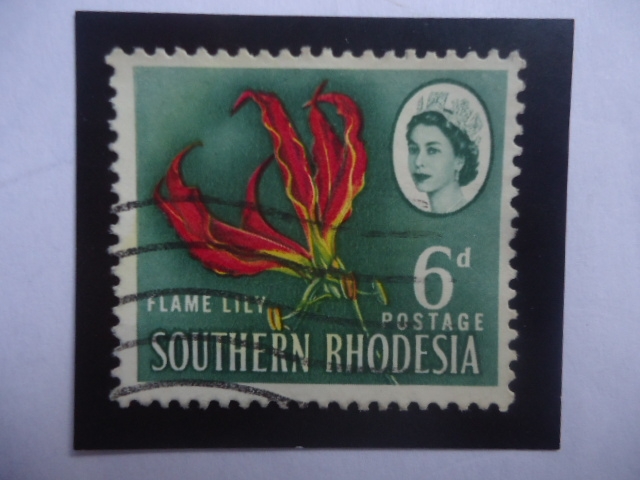 6d
FLAME LILY
POSTAGE
SOUTHERN RHODESIA